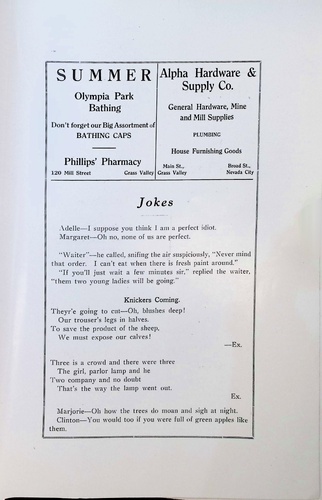 SUMMER
Olympia Park
Bathing
Don't forget our Big Assortment of
BATHING CAPS
Phillips' Pharmacy
120 Mill Street Grass Valley
Alpha Hardware &
Supply Co.
General Hardware, Mine
and Mill Supplies
PLUMBING
House Furnishing Goods
Main St., Broad St.,
Grass Valley Nevada City
Jokes
Adelle—I suppose you think I am a perfect idiot.
Margaret—Oh no, none of us are perfect.
"Waiter"—he called, snifing the air suspiciously, "Never mind
that order. I can't eat when there is fresh paint around."
"If you'll just wait a few minutes sir," replied the waiter,
"them two young ladies will be going."
Knickers Coming.
Theyr'e going to cut—Oh, blushes deep!
Our trouser's legs in halves.
To save the product of the sheep,
We must expose our calves!
—Ex.
Three is a crowd and there were three
The girl, parlor lamp and he
Two company and no doubt
That's the way the lamp went out.
Ex.
Marjorie—Oh how the trees do moan and sigh at night.
Clinton—You would too if you were full of green apples like
them.